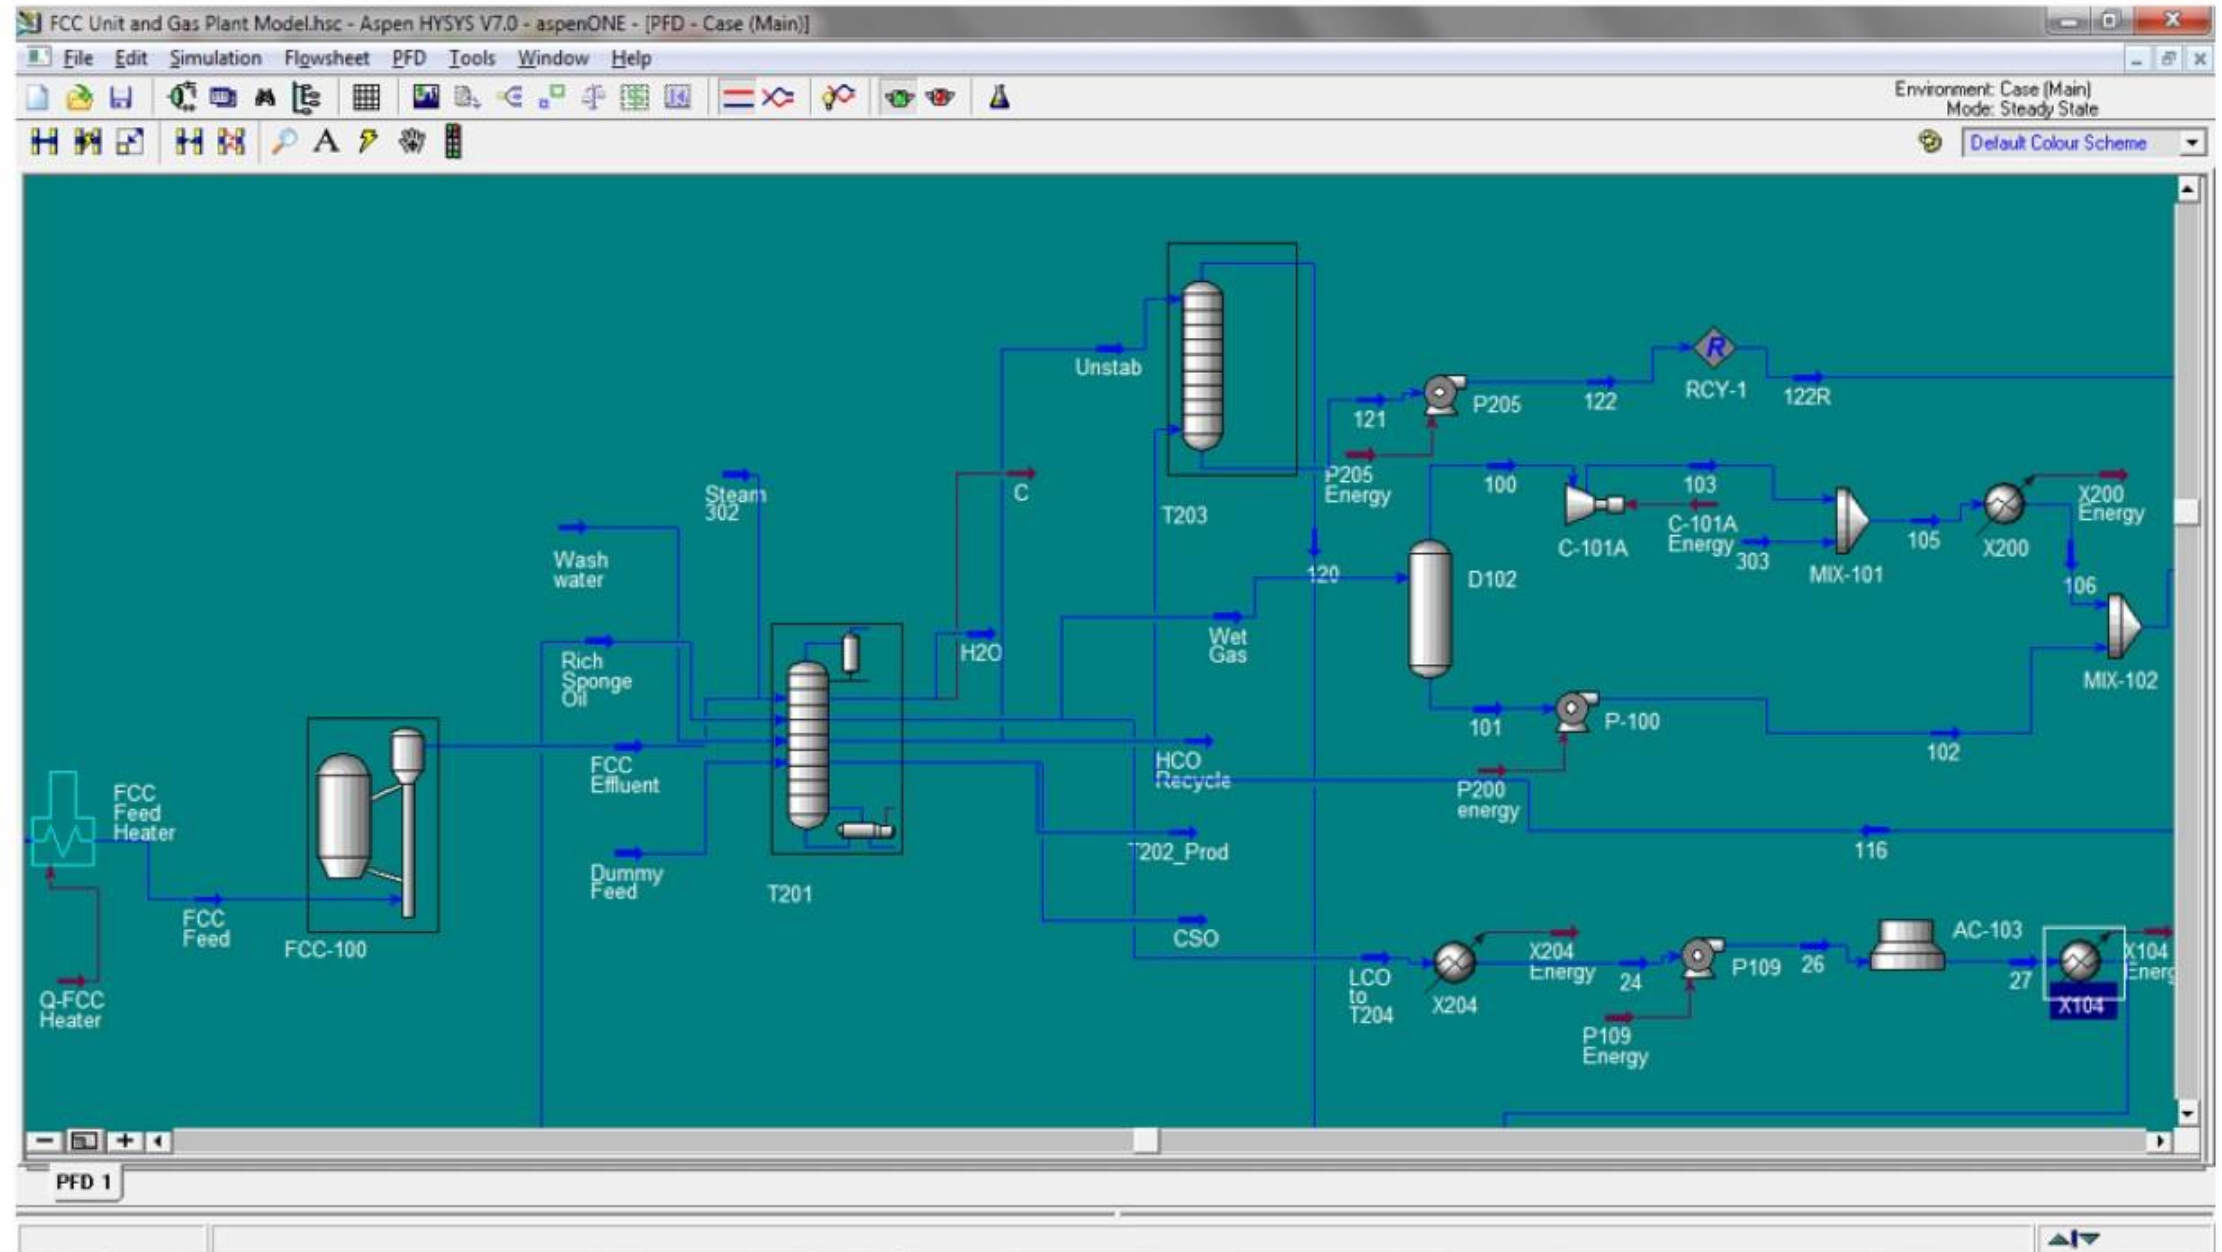 FCC Unit and Gas Plant Model.hsc - Aspen HYSYS V7.0 - aspenONE - [PFD - Case (Main)]
File Edit Simulation Flowsheet PFD Tools Window Help
Environment: Case (Main)
Mode: Steady State
A
Default Colour Scheme
Unstab
T203
121
P205
P205
Energy
122
R
RCY-1
122R
Steam
302
C
Wash
water
H2O
120
100
C-101A
103
C-101A
Energy
303
MIX-101
105
X200
X200
Energy
106
MIX-102
D102
Wet
Gas
Rich
Sponge
Oil
101
P-100
102
P200
energy
HCO
Recycle
FCC
Effluent
FCC
Feed
Heater
116
T202_Prod
Dummy
Feed
T201
FCC
Feed
FCC-100
CSO
Q-FCC
Heater
LCO
to
T204
X204
X204
Energy
24
P109
P109
Energy
26
AC-103
27
X104
X104
Energ
PFD 1